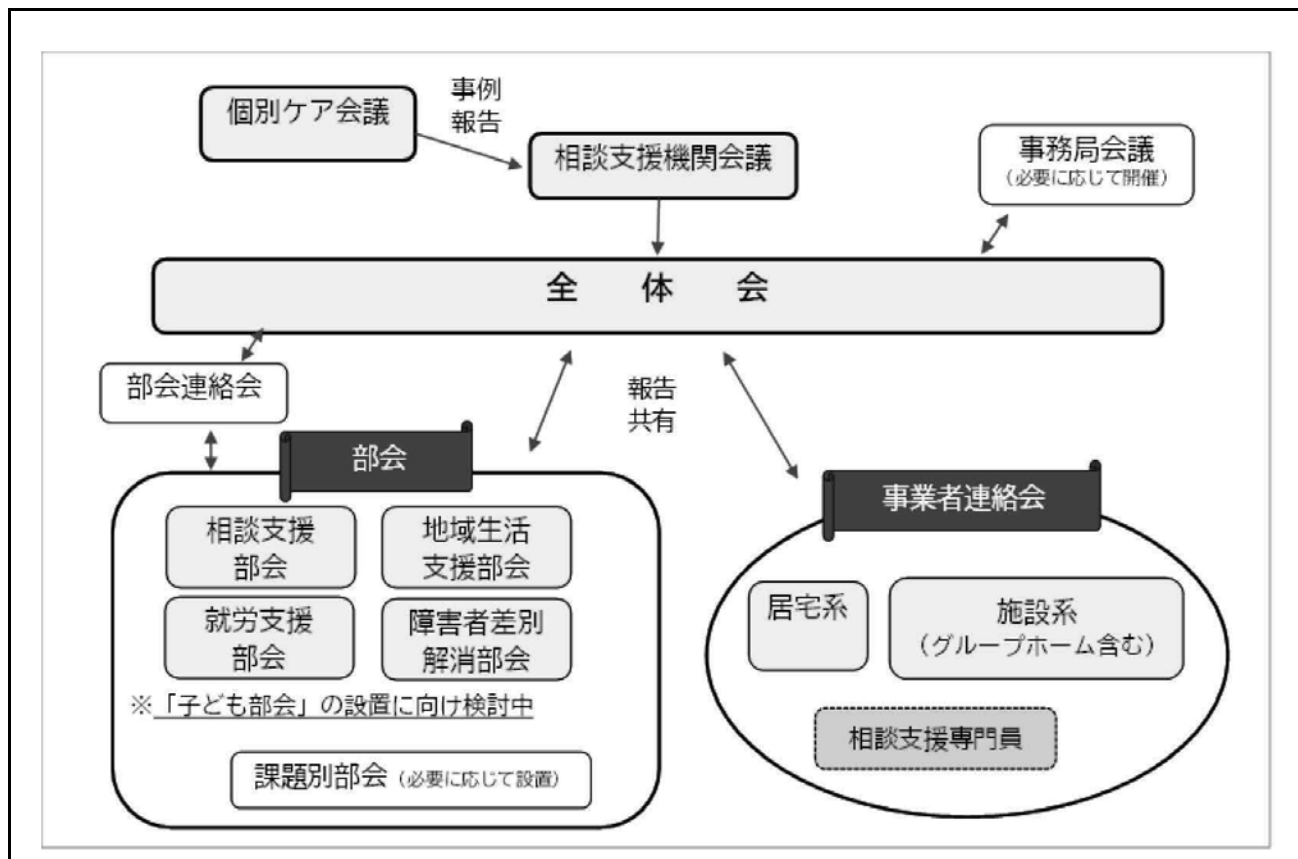 個別ケア会議
事例
報告
相談支援機関会議
事務局会議
（必要に応じて開催）
全　体　会
部会連絡会
報告
共有
部会
事業者連絡会
相談支援
部会
地域生活
支援部会
就労支援
部会
障害者差別
解消部会
※「子ども部会」の設置に向け検討中
課題別部会（必要に応じて設置）
居宅系
施設系
（グループホーム含む）
相談支援専門員